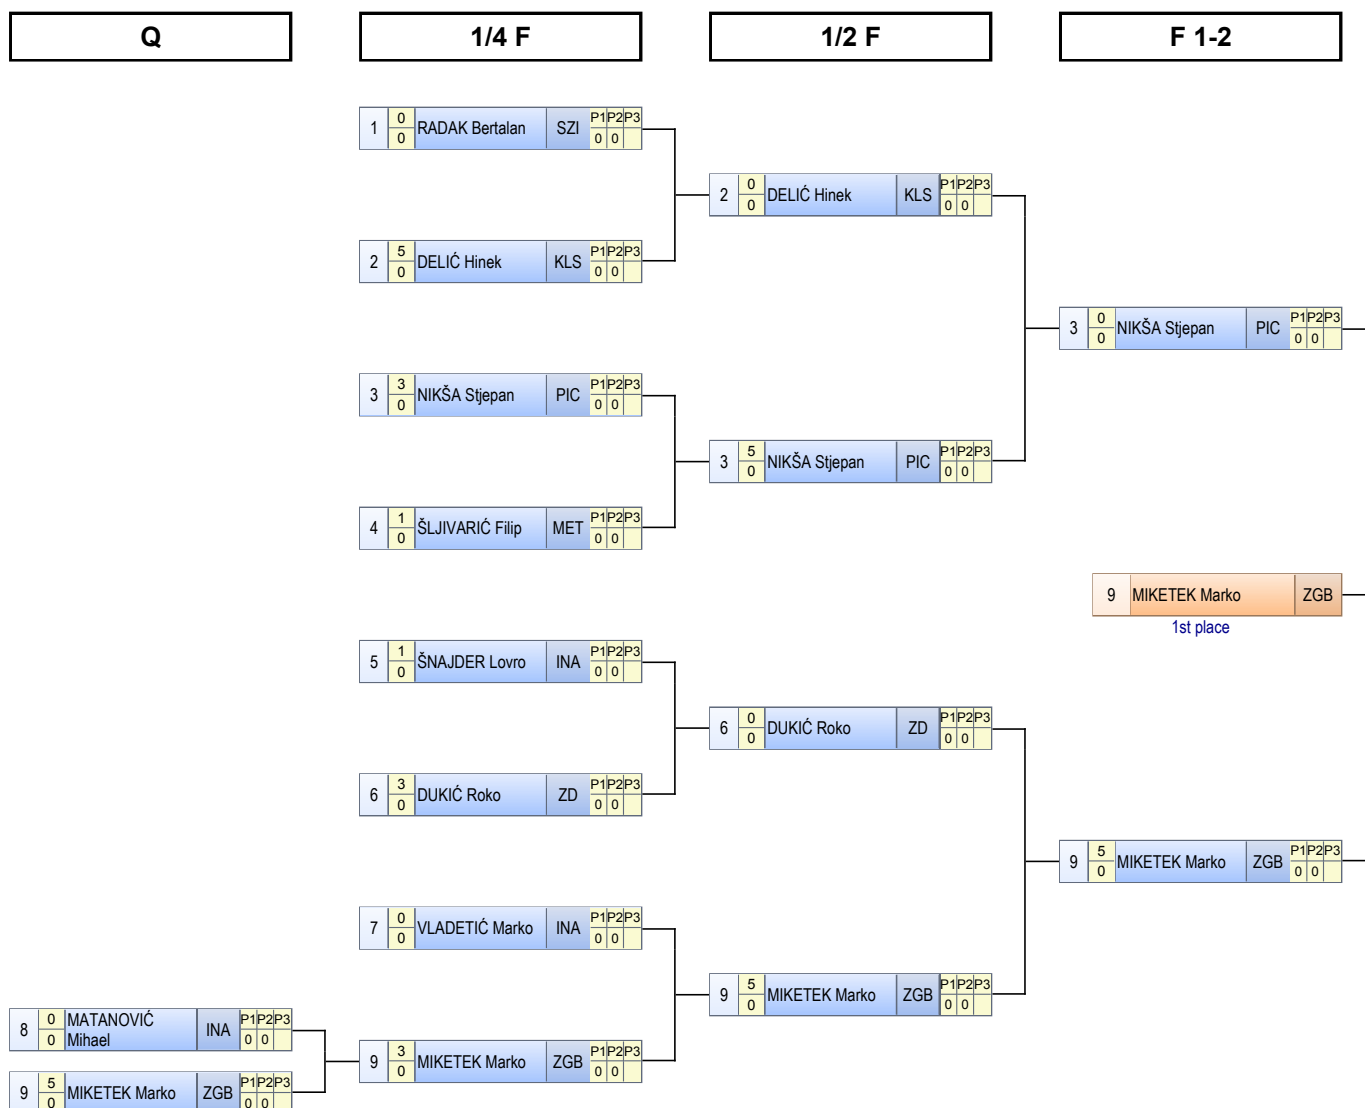 Q 1/4 F 1/2 F F 1-2
1 0 RADAK Bertalan SZI P1 P2 P3
0 0 0
2 0 DELIĆ Hinek KLS P1 P2 P3
0 0 0
2 5 DELIĆ Hinek KLS P1 P2 P3
0 0 0
3 0 NIKŠA Stjepan PIC P1 P2 P3
0 0 0
3 3 NIKŠA Stjepan PIC P1 P2 P3
0 0 0
3 5 NIKŠA Stjepan PIC P1 P2 P3
0 0 0
4 1 ŠLJIVARIĆ Filip MET P1 P2 P3
0 0 0
9 MIKETEK Marko ZGB
1st place
5 1 ŠNAJDER Lovro INA P1 P2 P3
0 0 0
6 0 DUKIĆ Roko ZD P1 P2 P3
0 0 0
6 3 DUKIĆ Roko ZD P1 P2 P3
0 0 0
9 5 MIKETEK Marko ZGB P1 P2 P3
0 0 0
7 0 VLADETIĆ Marko INA P1 P2 P3
0 0 0
9 5 MIKETEK Marko ZGB P1 P2 P3
0 0 0
8 0 MATANOVIĆ INA P1 P2 P3
0 Mihael 0 0
9 3 MIKETEK Marko ZGB P1 P2 P3
0 0 0
9 5 MIKETEK Marko ZGB P1 P2 P3
0 0 0